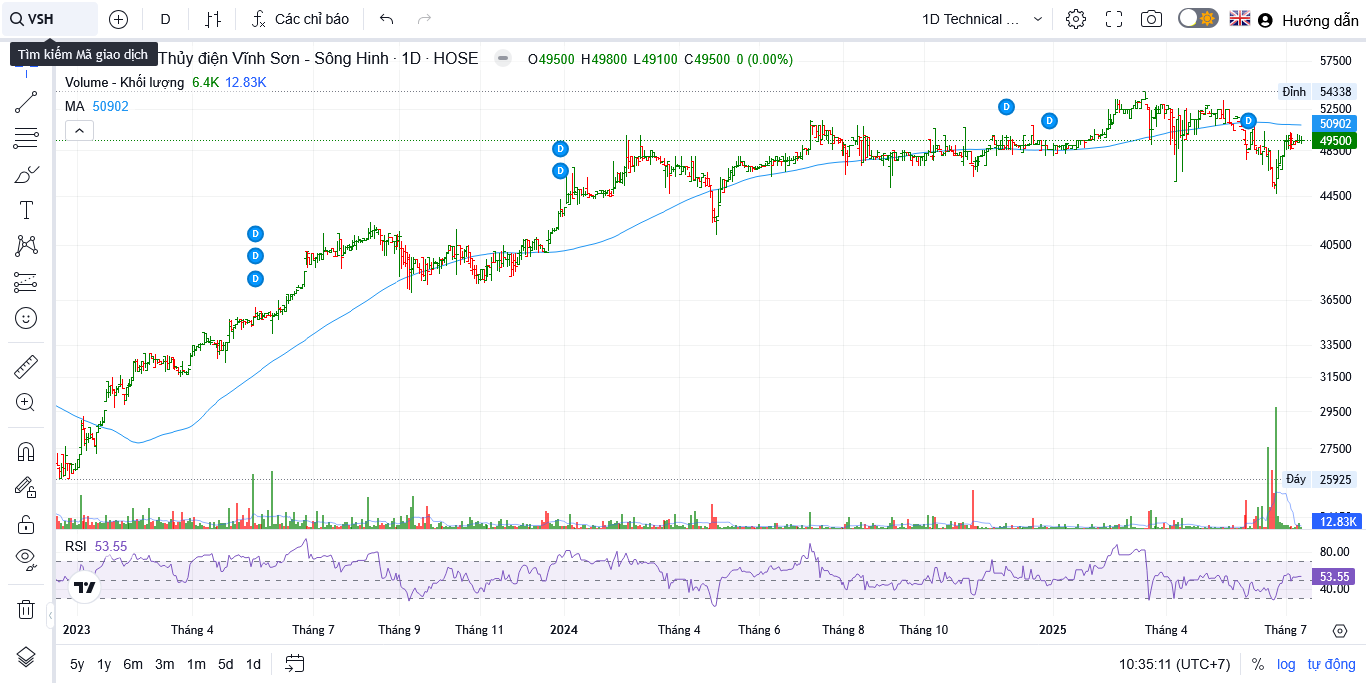 VSH
D
Các chỉ báo
1D Technical ...
Hướng dẫn
Tìm kiếm Mã giao dịch
Thủy điện Vĩnh Sơn - Sông Hinh · 1D · HOSE
O49500 H49800 L49100 C49500 0 (0.00%)
Volume - Khối lượng 6.4K 12.83K
MA 50902
57500
Đỉnh 54338
52500
50902
49500
48500
44500
40500
36500
33500
31500
29500
27500
Đáy 25925
12.83K
RSI 53.55
80.00
53.55
40.00
D
D
D
D
D
D
D
D
2023 Tháng 4 Tháng 7 Tháng 9 Tháng 11 2024 Tháng 4 Tháng 6 Tháng 8 Tháng 10 2025 Tháng 4 Tháng 7
5y 1y 6m 3m 1m 5d 1d
10:35:11 (UTC+7) % log tự động